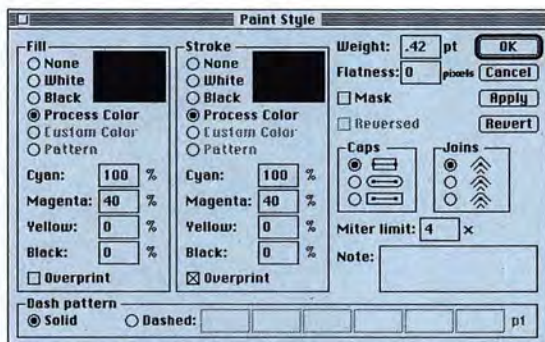 Paint Style
Fill
None
White
Black
Process Color
Custom Color
Pattern
Cyan: 100 %
Magenta: 40 %
Yellow: 0 %
Black: 0 %
Overprint
Stroke
None
White
Black
Process Color
Custom Color
Pattern
Cyan: 100 %
Magenta: 40 %
Yellow: 0 %
Black: 0 %
Overprint
Weight: .42 pt
Flatness: 0 pixels
Mask
Reversed
OK
Cancel
Apply
Revert
Caps
Joins
Miter limit: 4 x
Note:
Dash pattern
Solid
Dashed: pt